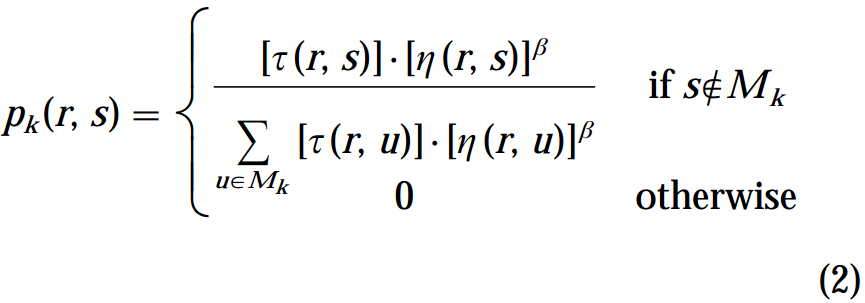 [τ(r, s)]·[η(r, s)]^β
if s∉M_k
p_k(r, s) = {
∑ [τ(r, u)]·[η(r, u)]^β
u∈M_k
0 otherwise
(2)